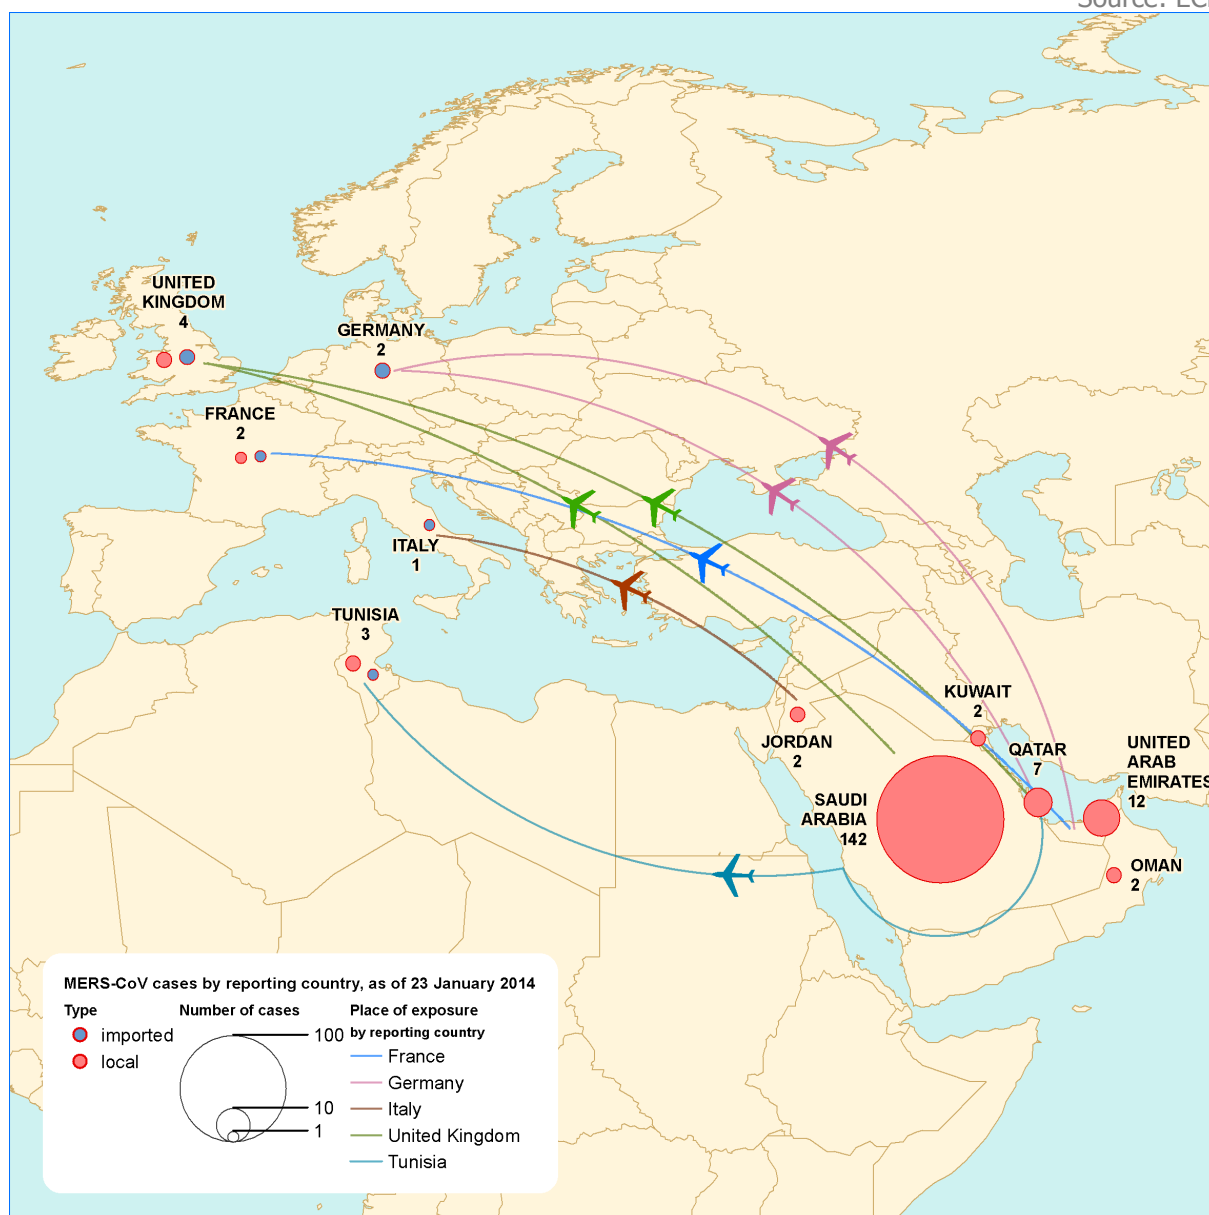 Source:
UNITED
KINGDOM
4
GERMANY
2
FRANCE
2
ITALY
1
TUNISIA
3
KUWAIT
2
JORDAN
2
QATAR
7
UNITED
ARAB
EMIRATES
12
SAUDI
ARABIA
142
OMAN
2
MERS-CoV cases by reporting country, as of 23 January 2014
Type
imported
local
Number of cases
100
10
1
Place of exposure
by reporting country
France
Germany
Italy
United Kingdom
Tunisia